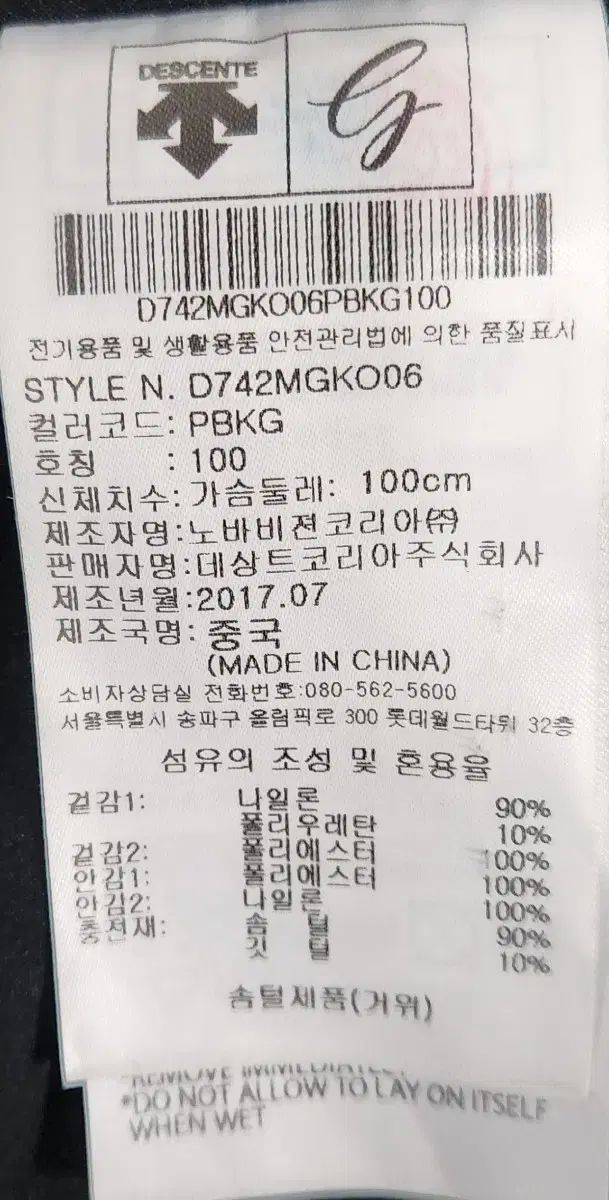 DESCENTE
G
D742MGKO06PBKG100
전기용품 및 생활용품 안전관리법에 의한 품질표시
STYLE N. D742MGKO06
컬러코드: PBKG
호칭 : 100
신체치수: 가슴둘레: 100cm
제조자명:노바비젼코리아㈜
판매자명:데상트코리아주식회사
제조년월:2017.07
제조국명: 중국
(MADE IN CHINA)
소비자상담실 전화번호:080-562-5600
서울특별시 송파구 올림픽로 300 롯데월드타워 32층
섬유의 조성 및 혼용율
겉감1: 나일론 90%
폴리우레탄 10%
겉감2: 폴리에스터 100%
안감1: 폴리에스터 100%
안감2: 나일론 100%
충전재: 솜털 90%
깃털 10%
솜털제품(거위)
*DO NOT ALLOW TO LAY ON ITSELF
WHEN WET